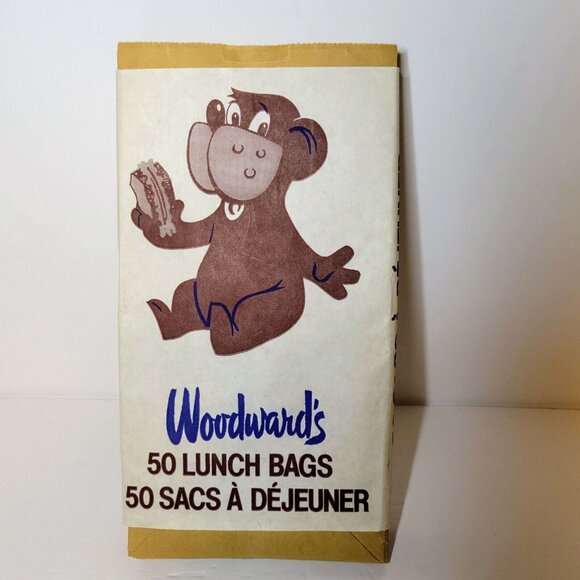 Woodward's
50 LUNCH BAGS
50 SACS À DÉJEUNER